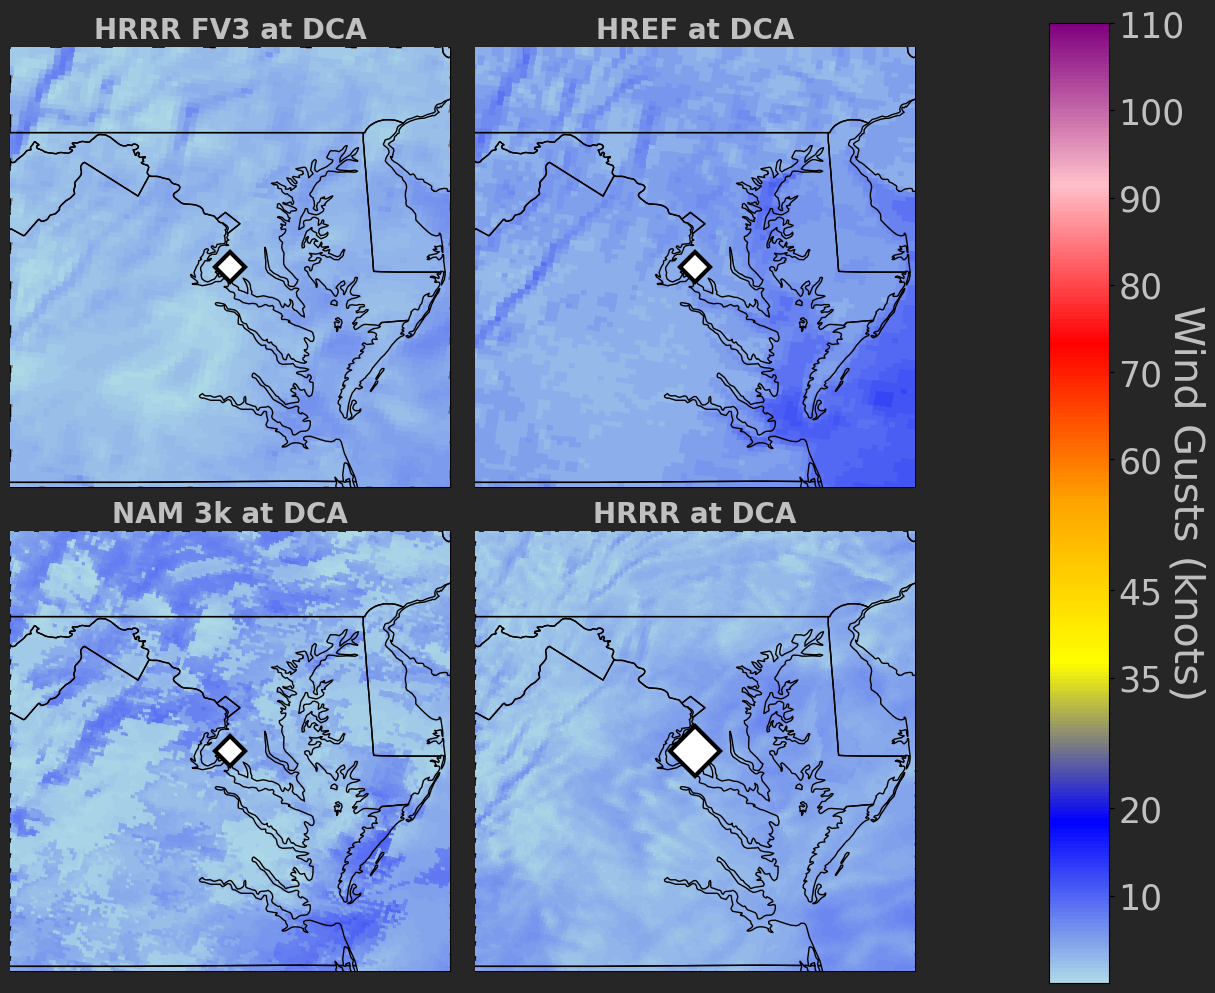 HRRR FV3 at DCA
HREF at DCA
NAM 3k at DCA
HRRR at DCA
110
100
90
80
70
60
45
35
20
10
Wind Gusts (knots)